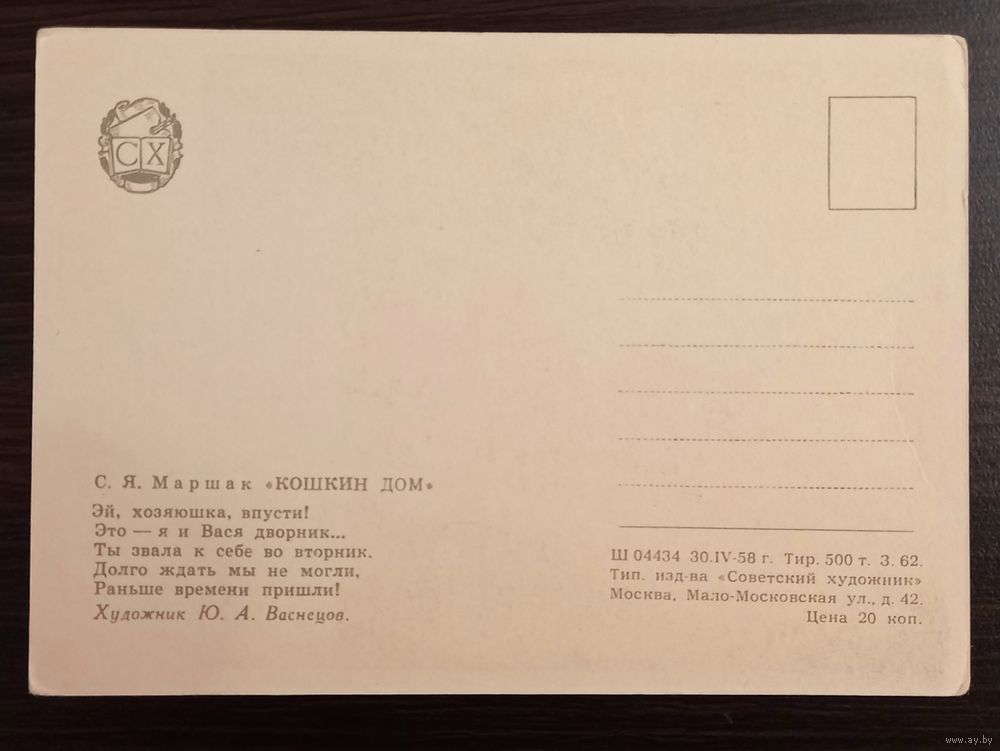 СХ
С. Я. Маршак «КОШКИН ДОМ»
Эй, хозяюшка, впусти!
Это — я и Вася дворник...
Ты звала к себе во вторник.
Долго ждать мы не могли,
Раньше времени пришли!
Художник Ю. А. Васнецов.
Ш 04434 30.IV-58 г. Тир. 500 т. З. 62.
Тип. изд-ва «Советский художник»
Москва, Мало-Московская ул., д. 42.
Цена 20 коп.
www.ay.by